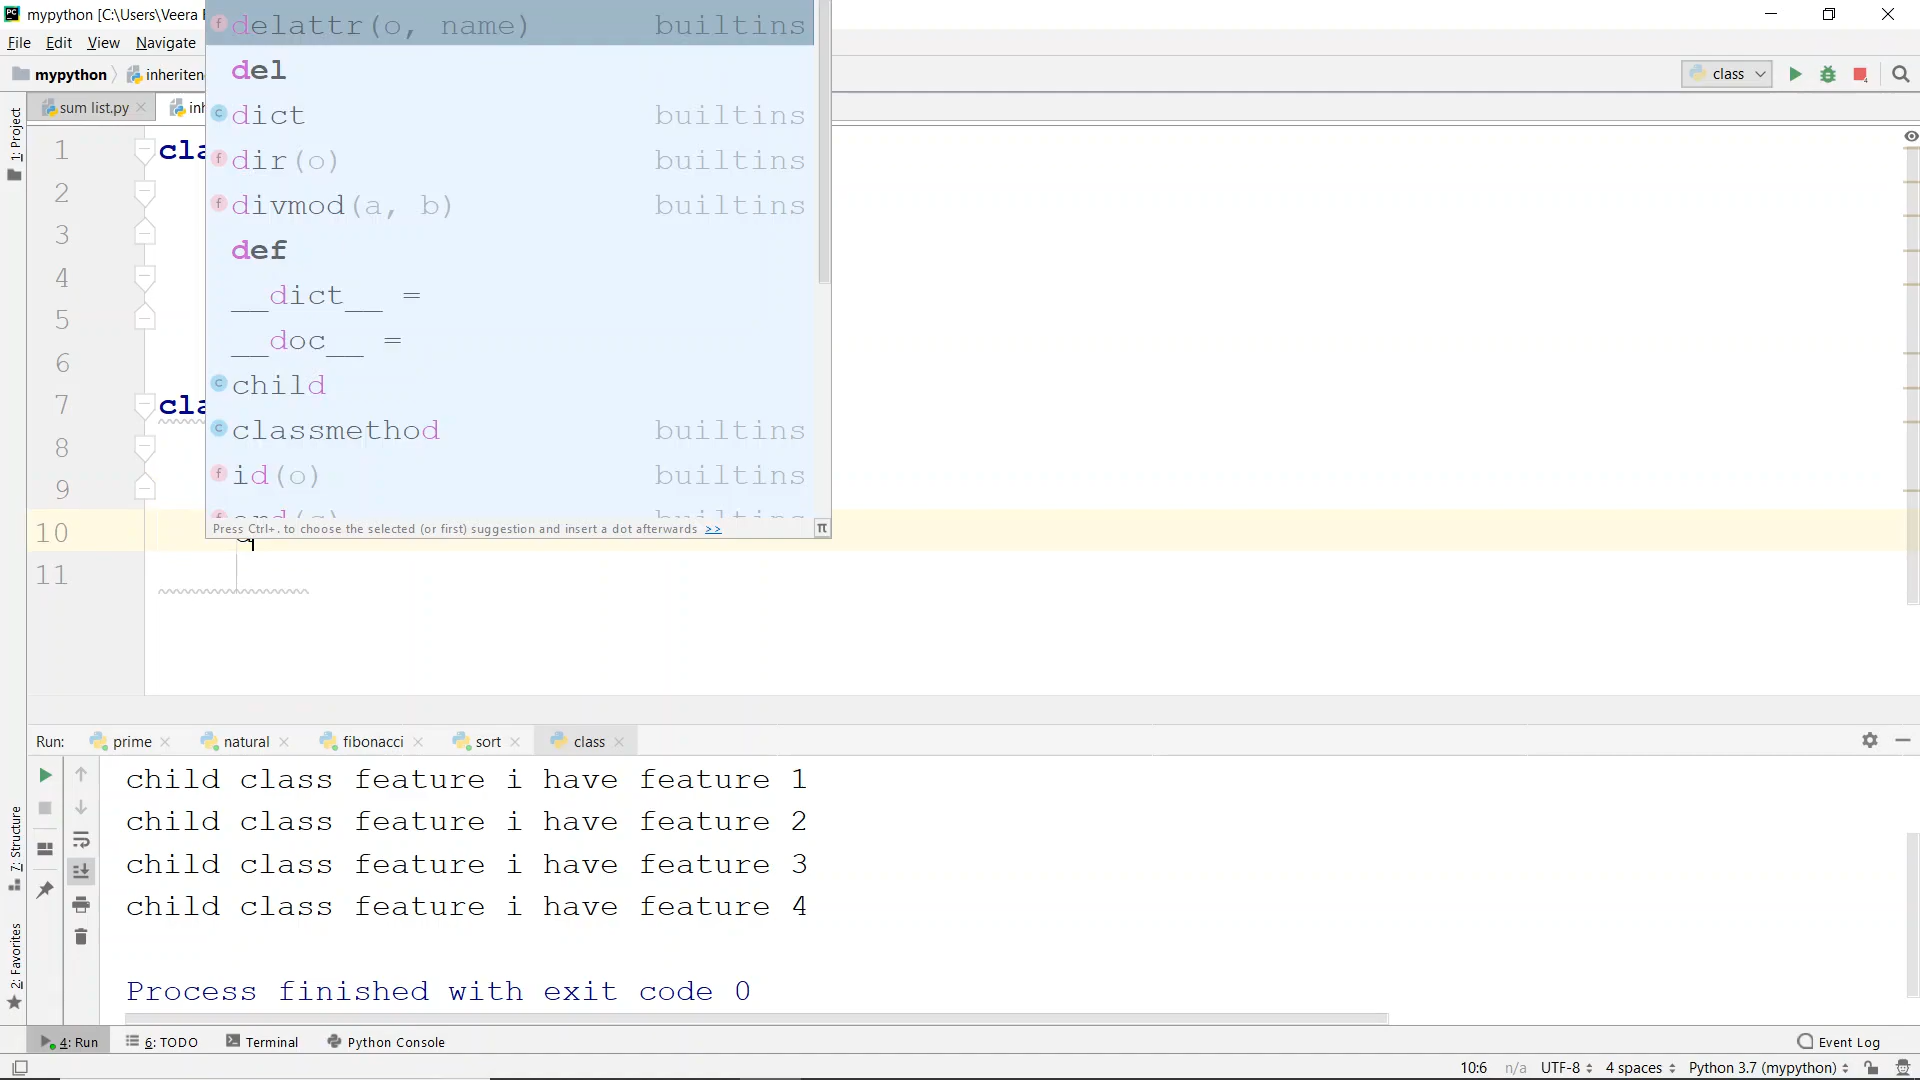 mypython [C:\Users\Veera
File Edit View Navigate
mypython
class
sum list.py
1: Project
delattr(o, name) builtins
del
dict builtins
dir(o) builtins
divmod(a, b) builtins
def
__dict__ =
__doc__ =
child
classmethod builtins
id(o) builtins
Press Ctrl+. to choose the selected (or first) suggestion and insert a dot afterwards >>
π
1
2
3
4
5
6
7
8
9
10
11
Run: prime natural fibonacci sort class
child class feature i have feature 1
child class feature i have feature 2
child class feature i have feature 3
child class feature i have feature 4
Process finished with exit code 0
7: Structure
2: Favorites
4: Run 6: TODO Terminal Python Console Event Log
10:6 n/a UTF-8 4 spaces Python 3.7 (mypython)